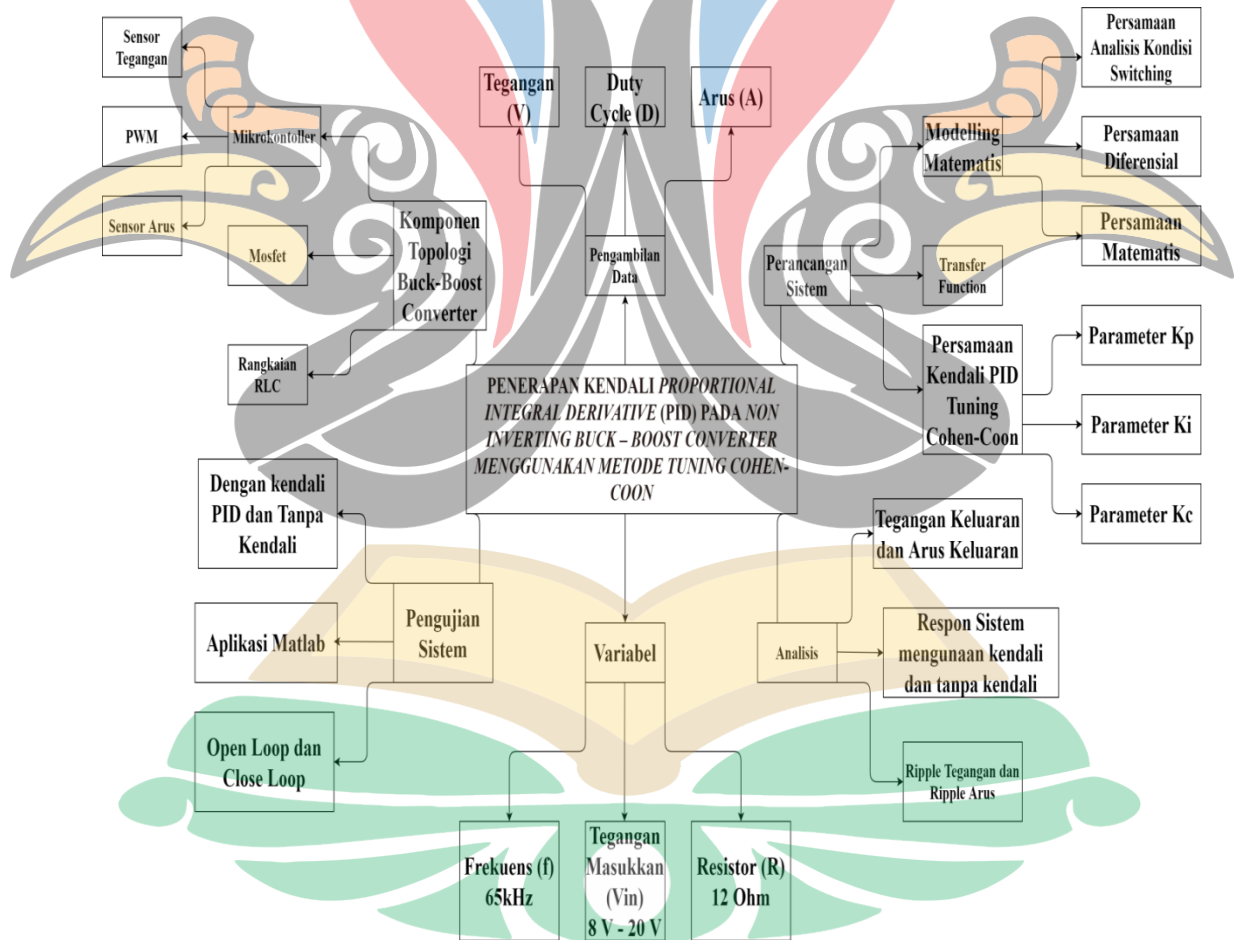 Sensor
Tegangan
PWM
Sensor Arus
Mikrokontoller
Mosfet
Rangkaian
RLC
Komponen
Topologi
Buck-Boost
Converter
Tegangan
(V)
Duty
Cycle (D)
Arus (A)
Pengambilan
Data
Perancangan
Sistem
Modelling
Matematis
Persamaan
Analisis Kondisi
Switching
Persamaan
Diferensial
Persamaan
Matematis
Transfer
Function
Persamaan
Kendali PID
Tuning
Cohen-Coon
Parameter Kp
Parameter Ki
Parameter Kc
PENERAPAN KENDALI PROPORTIONAL
INTEGRAL DERIVATIVE (PID) PADA NON
INVERTING BUCK – BOOST CONVERTER
MENGGUNAKAN METODE TUNING COHEN-
COON
Dengan kendali
PID dan Tanpa
Kendali
Aplikasi Matlab
Open Loop dan
Close Loop
Pengujian
Sistem
Variabel
Analisis
Tegangan Keluaran
dan Arus Keluaran
Respon Sistem
mengunaan kendali
dan tanpa kendali
Ripple Tegangan dan
Ripple Arus
Frekuens (f)
65kHz
Tegangan
Masukkan
(Vin)
8 V - 20 V
Resistor (R)
12 Ohm